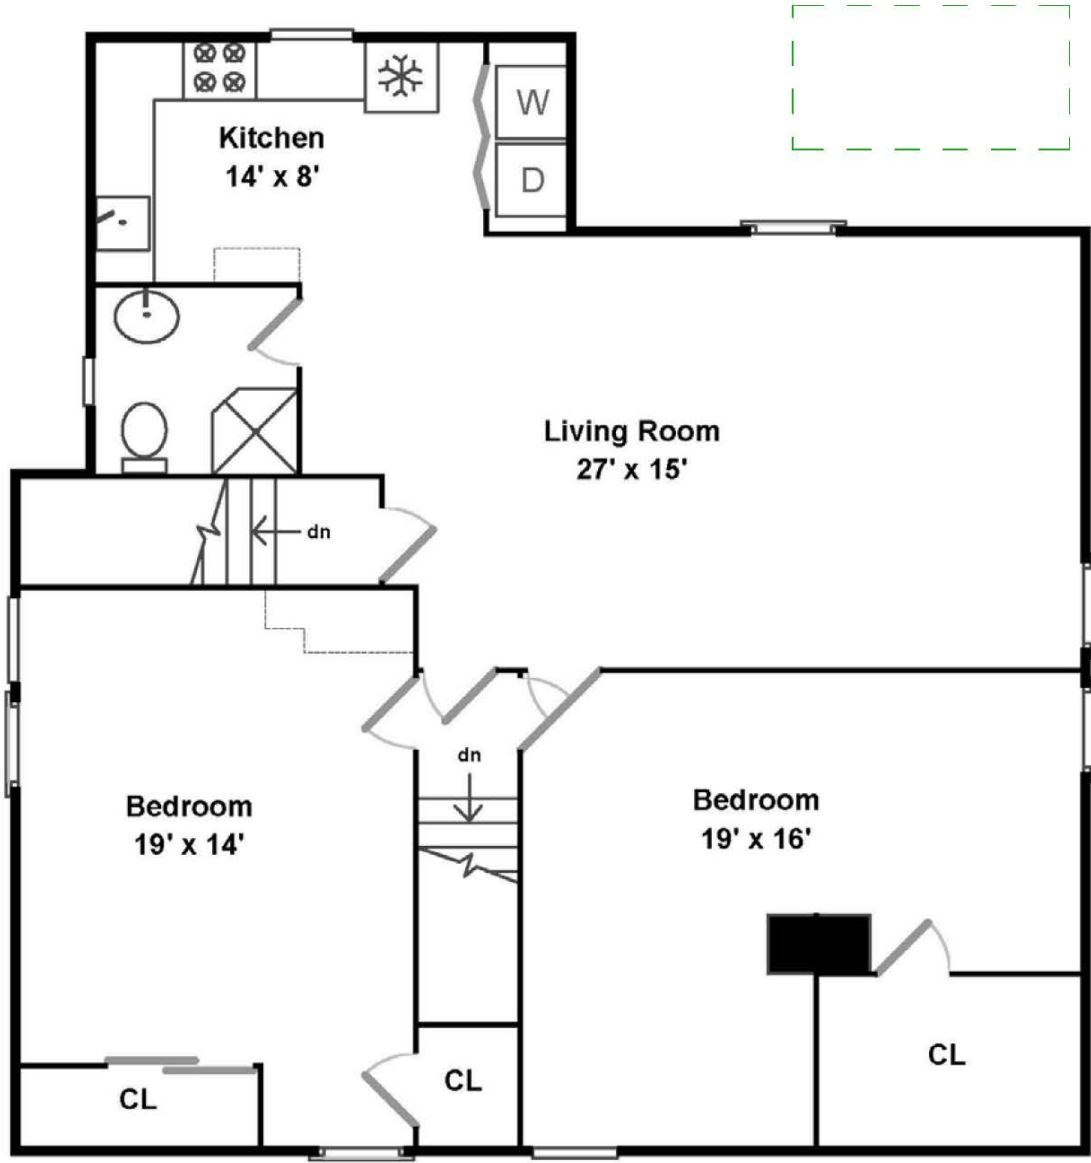 W
Kitchen
14' x 8'
D
Living Room
27' x 15'
dn
dn
Bedroom
19' x 14'
Bedroom
19' x 16'
CL
CL
CL